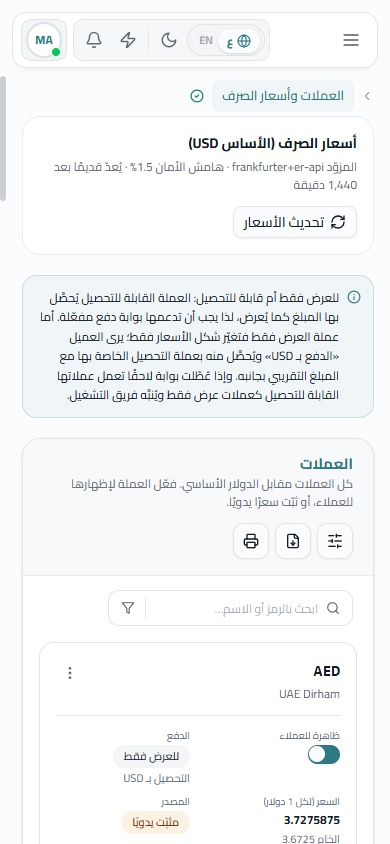 MA
EN
ع
العملات وأسعار الصرف
أسعار الصرف (الأساس USD)
المزوّد frankfurter+er-api · هامش الأمان 1.5% · يُعدّ قديمًا بعد
1,440 دقيقة
تحديث الأسعار
للعرض فقط أم قابلة للتحصيل: العملة القابلة للتحصيل يُحصَّل
بها المبلغ كما يُعرض، لذا يجب أن تدعمها بوابة دفع مفعّلة. أما
عملة العرض فقط فتغيّر شكل الأسعار فقط؛ يرى العميل
«الدفع بـ USD» ويُحصَّل منه بعملة التحصيل الخاصة بها مع
المبلغ التقريبي بجانبه. وإذا عُطّلت بوابة لاحقًا تعمل عملاتها
القابلة للتحصيل كعملات عرض فقط ويُنبَّه فريق التشغيل.
العملات
كل العملات مقابل الدولار الأساسي. فعّل العملة لإظهارها
للعملاء، أو ثبّت سعرًا يدويًا.
ابحث بالرمز أو الاسم...
AED
UAE Dirham
ظاهرة للعملاء
الدفع
للعرض فقط
التحصيل بـ USD
السعر (لكل 1 دولار)
3.7275875
الخام 3.6725
المصدر
مثبّت يدويًا